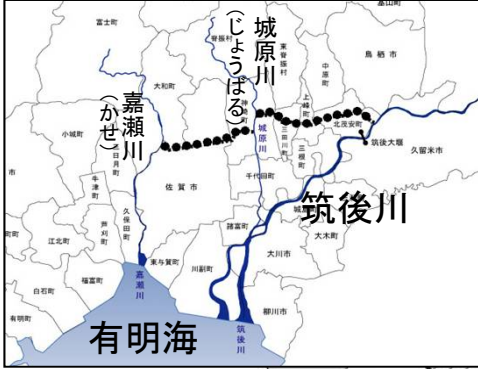 富士町
脊振村
城原川
(じょうばる)
東脊振村
基山町
鳥栖市
中原町
大和町
神埼町
上峰町
嘉瀬川
(かせ)
小城町
三日月町
城原川
三田川町
北茂安町
筑後大堰
久留米市
三根町
佐賀市
千代田町
牛津町
筑後川
久保田町
芦刈町
諸富町
大木町
大川市
江北町
東与賀町
川副町
福富町
白石町
嘉瀬川
柳川市
有明町
有明海
筑後川